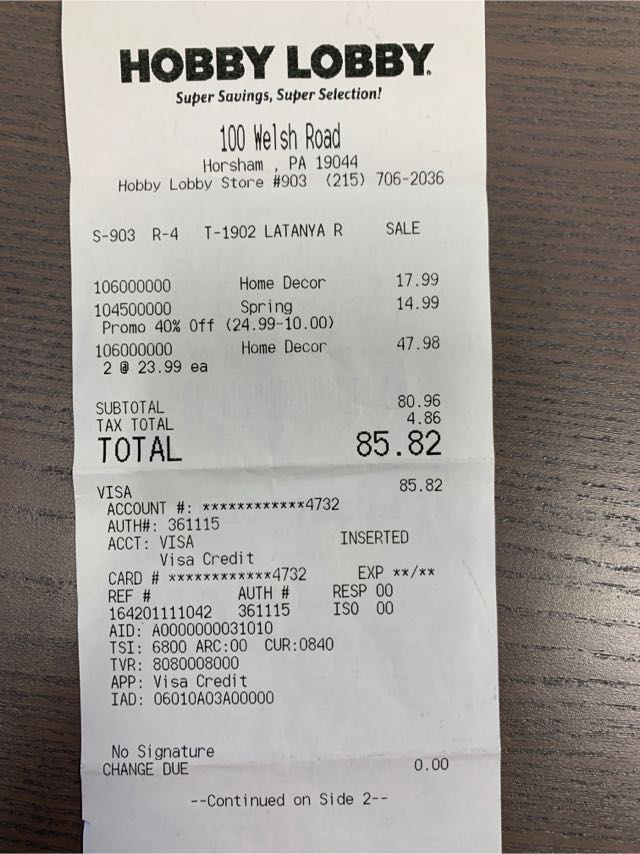 HOBBY LOBBY.
Super Savings, Super Selection!
100 Welsh Road
Horsham , PA 19044
Hobby Lobby Store #903 (215) 706-2036
S-903 R-4 T-1902 LATANYA R SALE
106000000 Home Decor 17.99
104500000 Spring 14.99
Promo 40% Off (24.99-10.00)
106000000 Home Decor 47.98
2 @ 23.99 ea
SUBTOTAL 80.96
TAX TOTAL 4.86
TOTAL 85.82
VISA 85.82
ACCOUNT #: ************4732
AUTH#: 361115
ACCT: VISA INSERTED
Visa Credit
CARD # ************4732 EXP **/**
REF # AUTH # RESP 00
164201111042 361115 ISO 00
AID: A0000000031010
TSI: 6800 ARC:00 CUR:0840
TVR: 8080008000
APP: Visa Credit
IAD: 06010A03A00000
No Signature
CHANGE DUE 0.00
--Continued on Side 2--